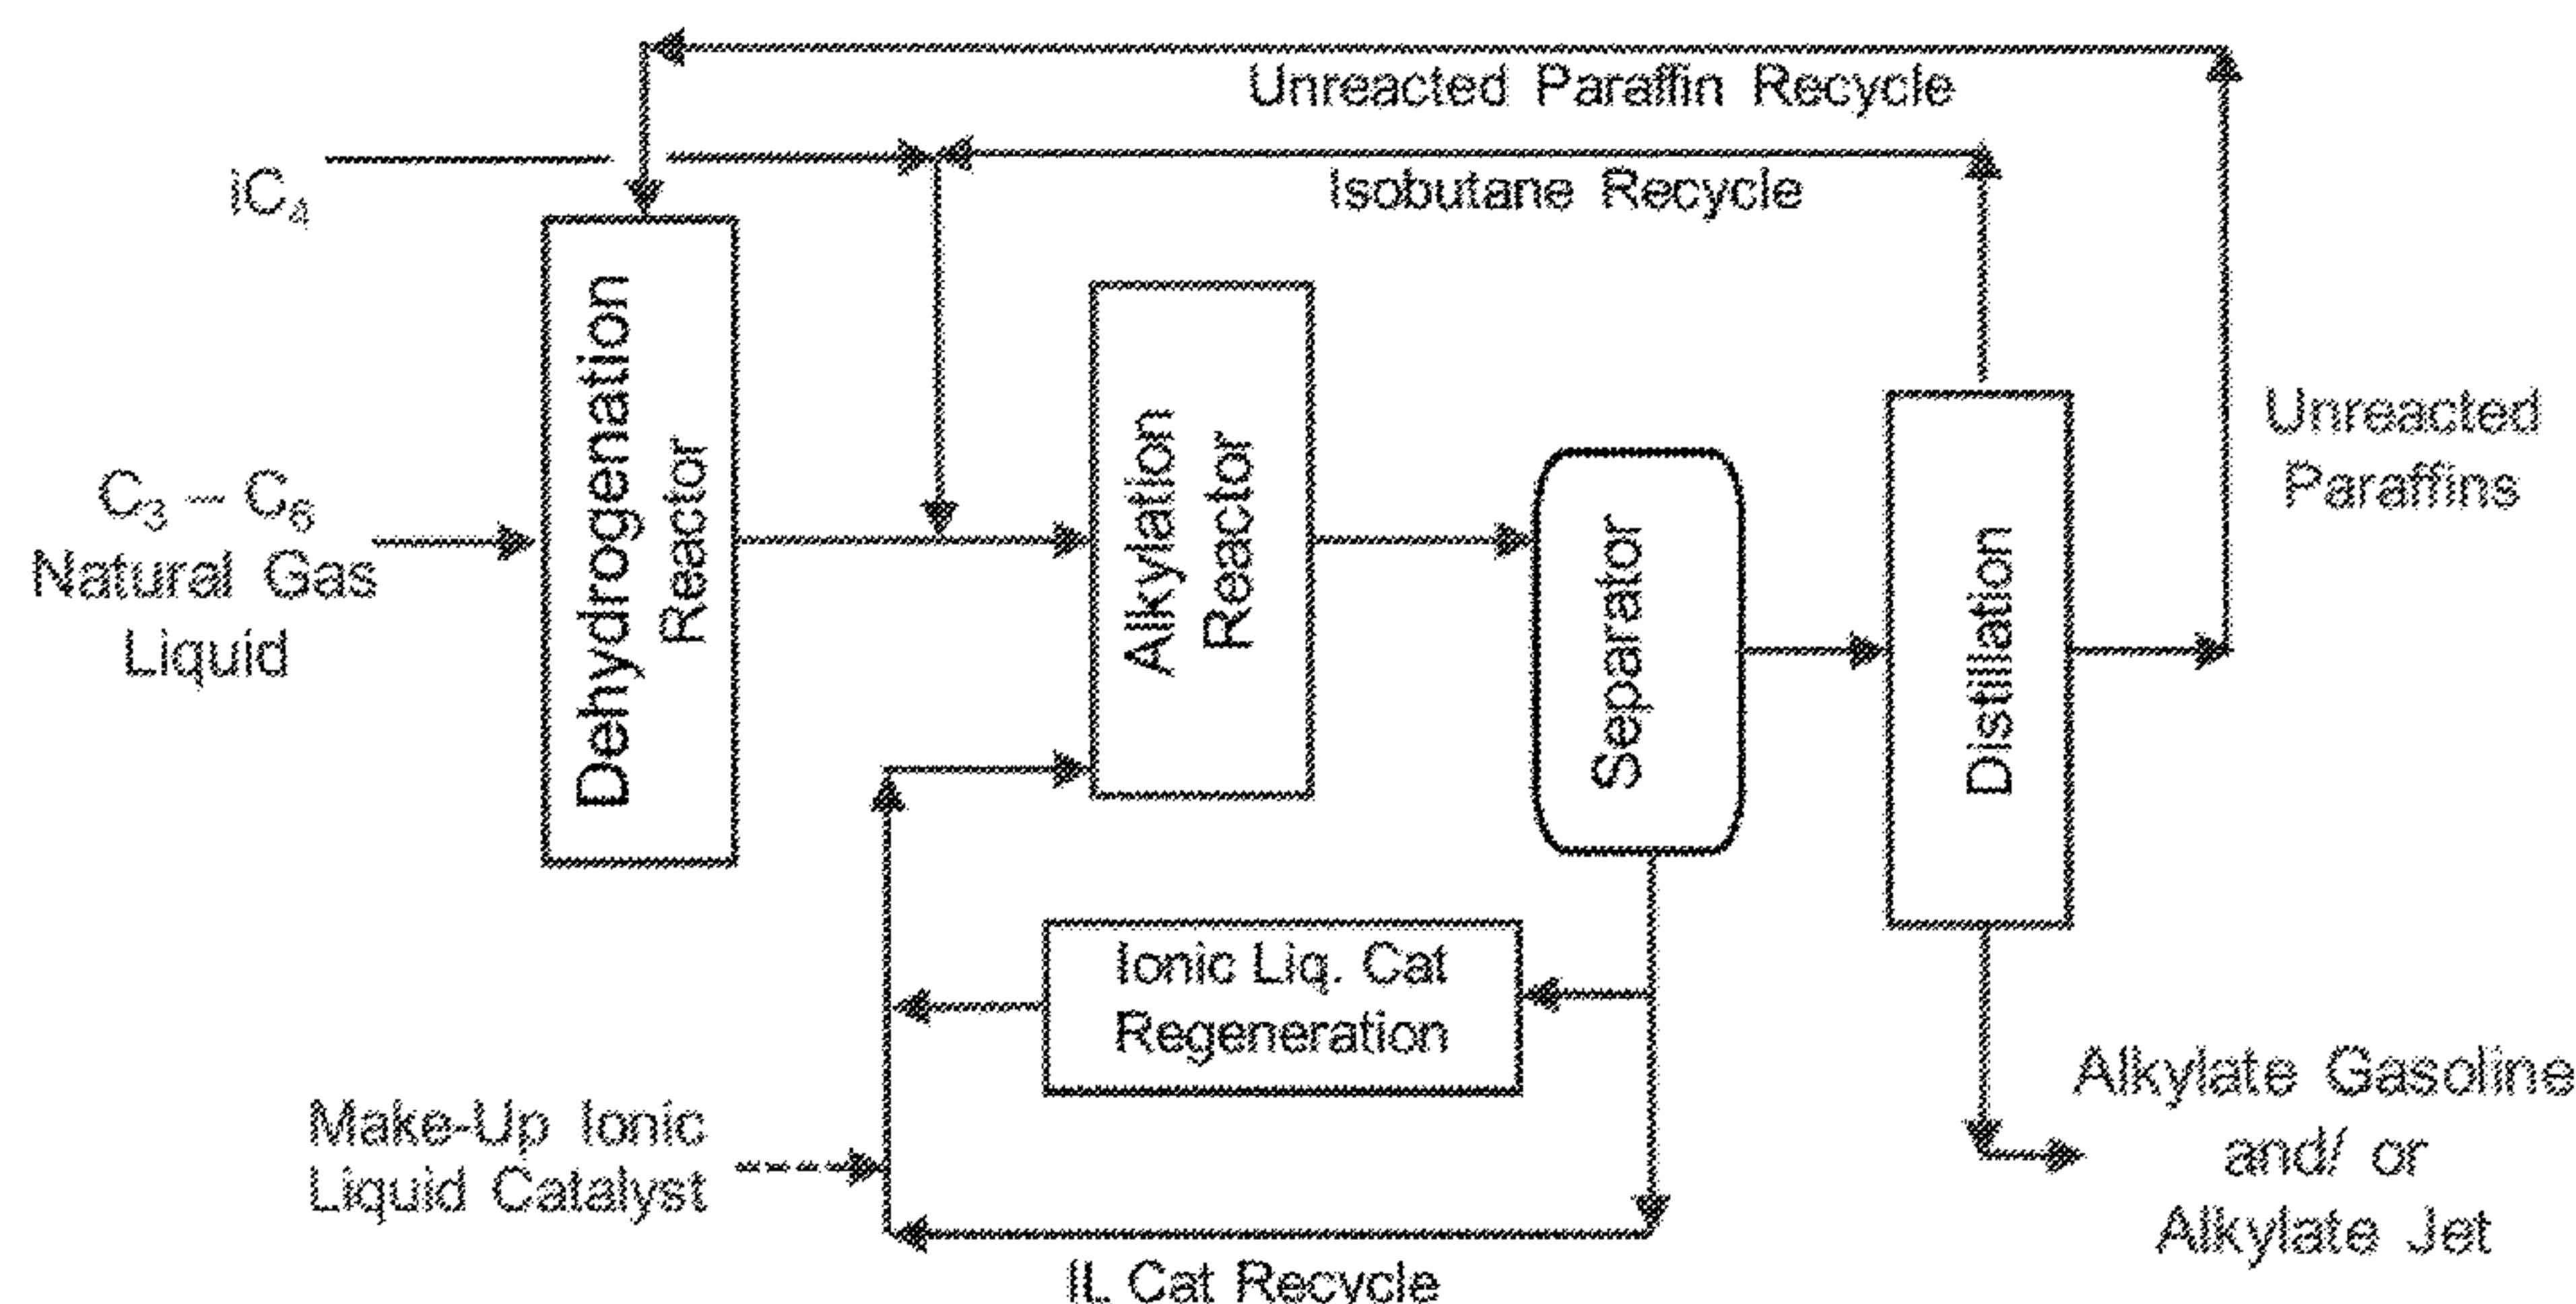 Unreacted Paraffin Recycle
iC₄
Isobutane Recycle
Dehydrogenation
Reactor
Alkylation
Reactor
Separator
Distillation
Unreacted
Paraffins
C₃ – C₆
Natural Gas
Liquid
Ionic Liq. Cat
Regeneration
Make-Up Ionic
Liquid Catalyst
Alkylate Gasoline
and/ or
Alkylate Jet
IL Cat Recycle